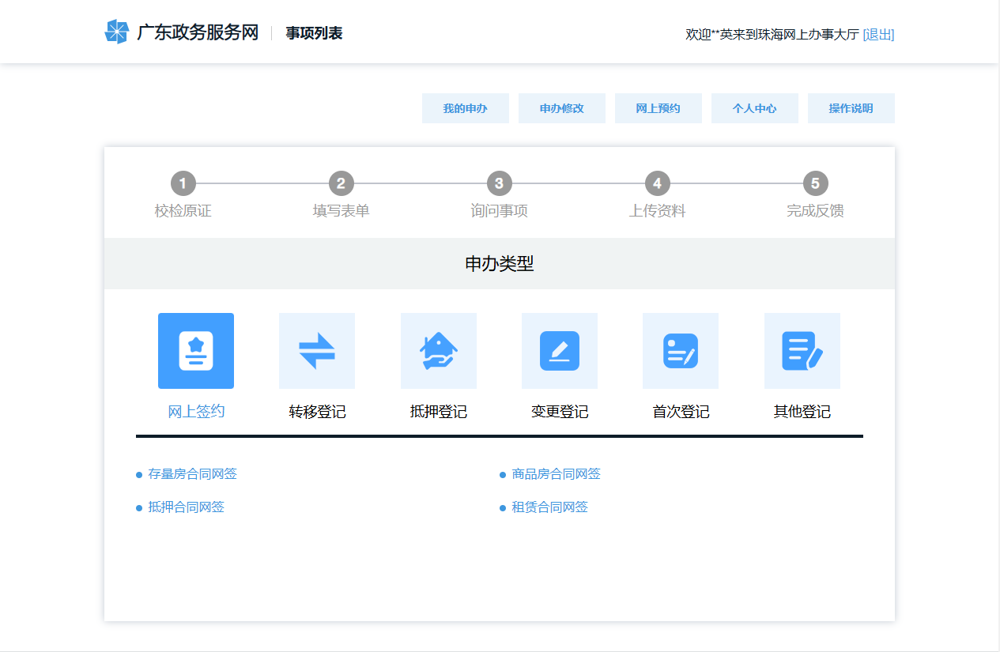 广东政务服务网 事项列表 欢迎**英来到珠海网上办事大厅 [退出]
我的申办 申办修改 网上预约 个人中心 操作说明
1 2 3 4 5
校检原证 填写表单 询问事项 上传资料 完成反馈
申办类型
网上签约 转移登记 抵押登记 变更登记 首次登记 其他登记
存量房合同网签 商品房合同网签
抵押合同网签 租赁合同网签